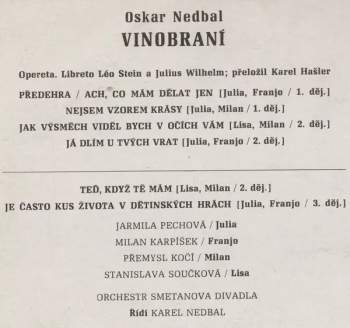 Oskar Nedbal
VINOBRANÍ
Opereta. Libreto Léo Stein a Julius Wilhelm; přeložil Karel Hašler
PŘEDEHRA / ACH, CO MÁM DĚLAT JEN [Julia, Franjo / 1. děj.]
NEJSEM VZOREM KRÁSY [Julia, Milan / 1. děj.]
JAK VÝSMĚCH VIDĚL BYCH V OČÍCH VÁM [Lisa, Milan / 2. děj.]
JÁ DLÍM U TVÝCH VRAT [Julia, Franjo / 2. děj.]
TEĎ, KDYŽ TĚ MÁM [Lisa, Milan / 2. děj.]
JE ČASTO KUS ŽIVOTA V DĚTINSKÝCH HRÁCH [Julia, Franjo / 3. děj.]
JARMILA PECHOVÁ / Julia
MILAN KARPÍŠEK / Franjo
PŘEMYSL KOČÍ / Milan
STANISLAVA SOUČKOVÁ / Lisa
ORCHESTR SMETANOVA DIVADLA
Řídí KAREL NEDBAL